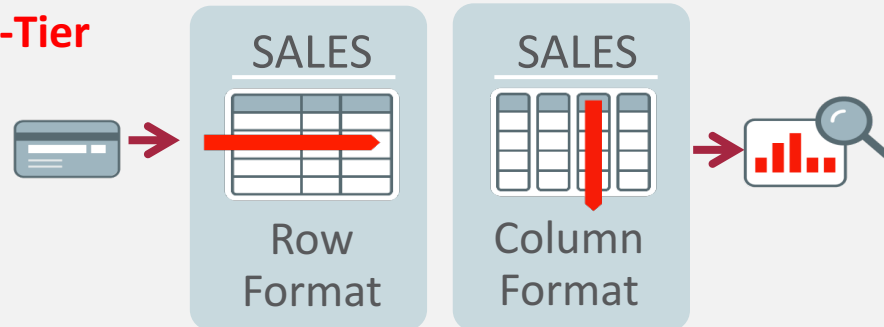 -Tier
SALES
Row
Format
SALES
Column
Format